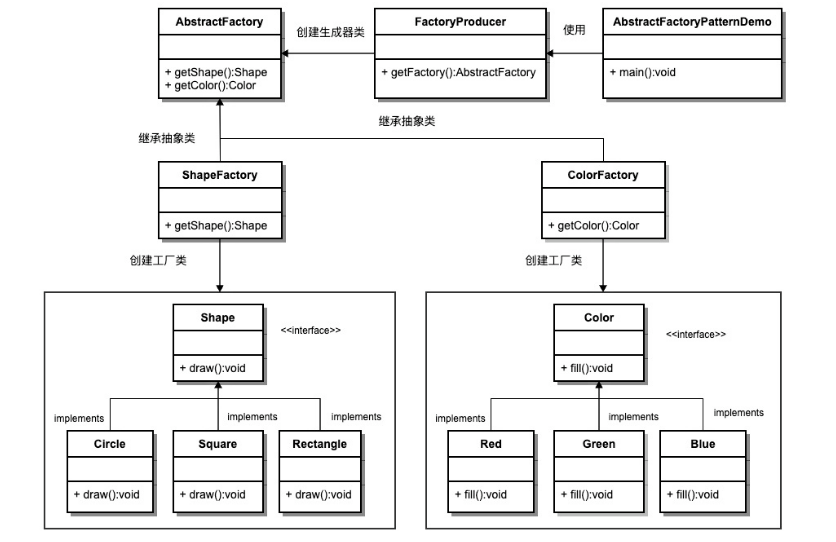 AbstractFactory
+ getShape():Shape
+ getColor():Color
创建生成器类
FactoryProducer
+ getFactory():AbstractFactory
使用
AbstractFactoryPatternDemo
+ main():void
继承抽象类
继承抽象类
ShapeFactory
+ getShape():Shape
ColorFactory
+ getColor():Color
创建工厂类
创建工厂类
Shape
+ draw():void
<<interface>>
implements
implements
implements
Circle
+ draw():void
Square
+ draw():void
Rectangle
+ draw():void
Color
+ fill():void
<<interface>>
implements
implements
implements
Red
+ fill():void
Green
+ fill():void
Blue
+ fill():void